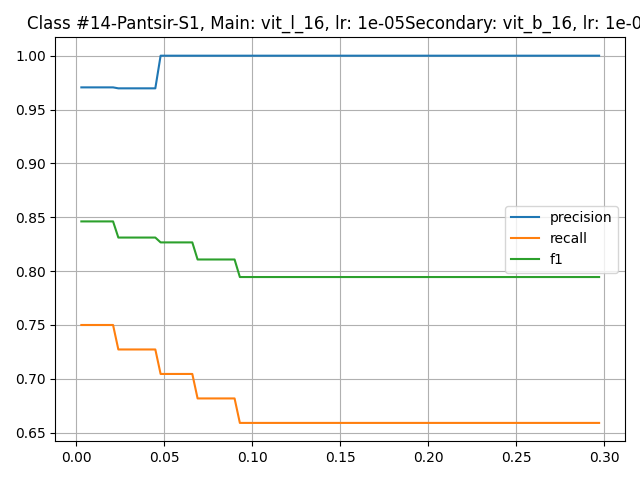 Class #14-Pantsir-S1, Main: vit_l_16, lr: 1e-05Secondary: vit_b_16, lr: 1e-0
1.00
0.95
0.90
0.85
0.80
0.75
0.70
0.65
precision
recall
f1
0.00 0.05 0.10 0.15 0.20 0.25 0.30